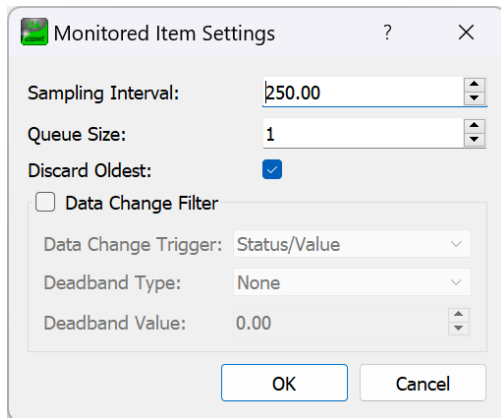 Monitored Item Settings ?
Sampling Interval: 250.00
Queue Size: 1
Discard Oldest:
Data Change Filter
Data Change Trigger: Status/Value
Deadband Type: None
Deadband Value: 0.00
OK Cancel